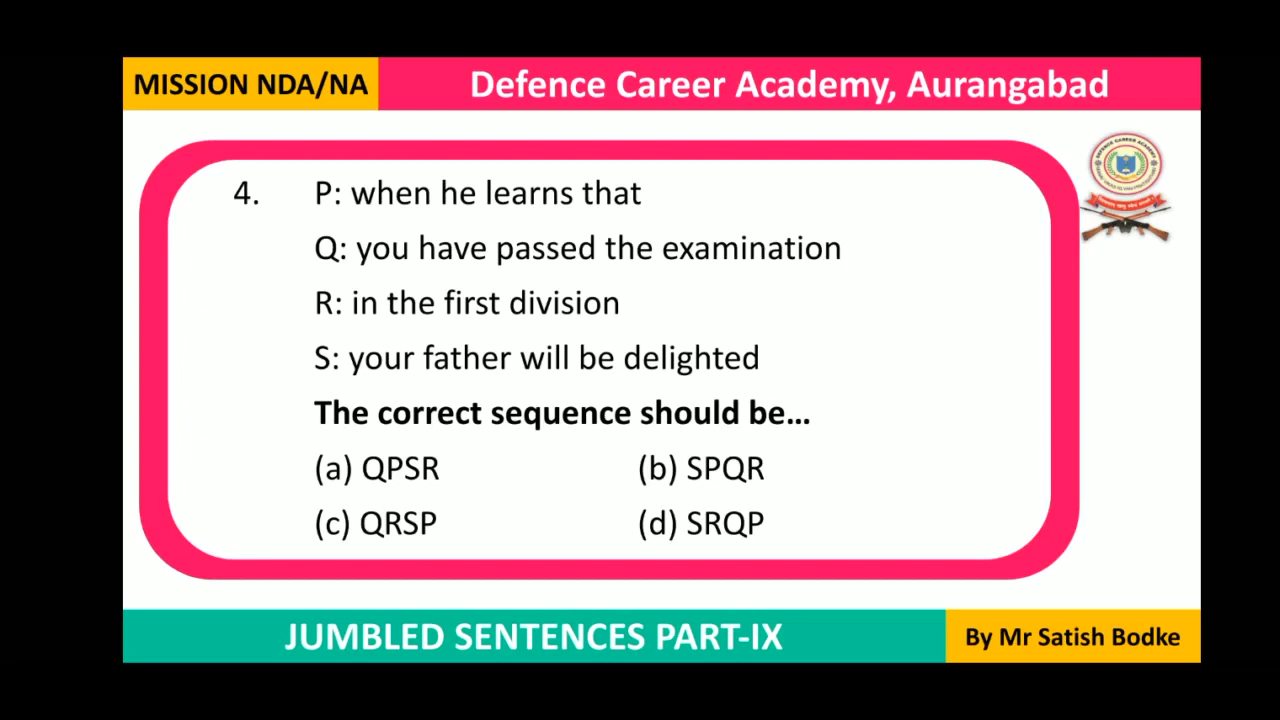 MISSION NDA/NA
Defence Career Academy, Aurangabad
4. P: when he learns that
Q: you have passed the examination
R: in the first division
S: your father will be delighted
The correct sequence should be...
(a) QPSR (b) SPQR
(c) QRSP (d) SRQP
JUMBLED SENTENCES PART-IX
By Mr Satish Bodke